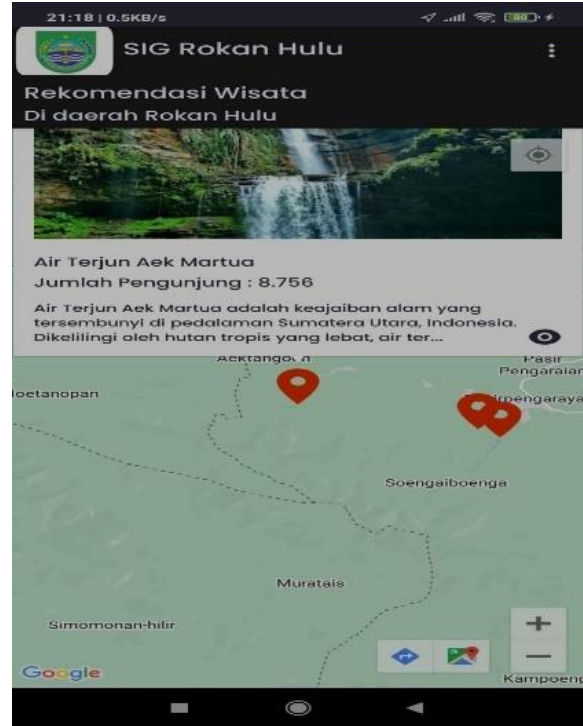 21:18 | 0.5KB/s
80
SIG Rokan Hulu
Rekomendasi Wisata
Di daerah Rokan Hulu
Air Terjun Aek Martua
Jumlah Pengunjung : 8.756
Air Terjun Aek Martua adalah keajaiban alam yang
tersembunyi di pedalaman Sumatera Utara, Indonesia.
Dikelilingi oleh hutan tropis yang lebat, air ter...
Pasir
Pengaraian
loetanopan
Soengaiboenga
Muratais
Simomonan-hilir
Google
Kampoeng